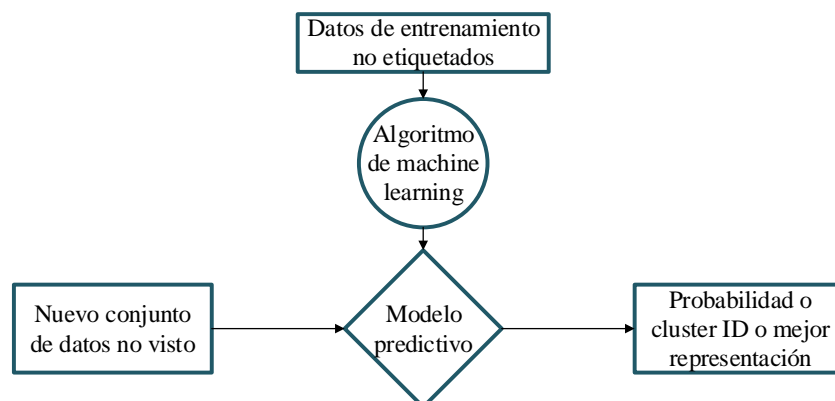 Datos de entrenamiento
no etiquetados
Algoritmo
de machine
learning
Nuevo conjunto
de datos no visto
Modelo
predictivo
Probabilidad o
cluster ID o mejor
representación